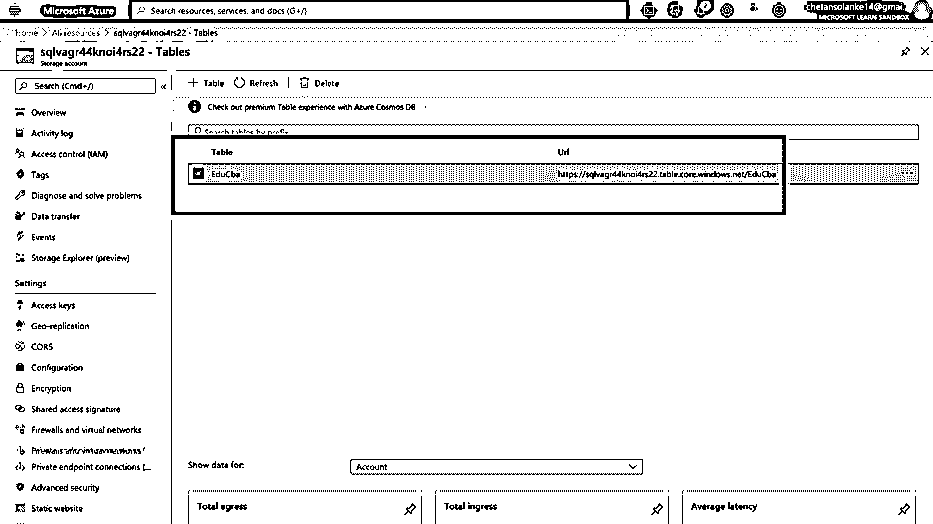 Microsoft Azure
Search resources, services, and docs (G+/)
chetansolanke14@gmai...
MICROSOFT LEARN SANDBOX
Home > All resources > sqlvagr44knoi4rs22 - Tables
sqlvagr44knoi4rs22 - Tables
Storage account
Search (Cmd+/)
«
Table
Refresh
Delete
Check out premium Table experience with Azure Cosmos DB
Search tables by prefix
Table
Url
EduCba
https://sqlvagr44knoi4rs22.table.core.windows.net/EduCba
Overview
Activity log
Access control (IAM)
Tags
Diagnose and solve problems
Data transfer
Events
Storage Explorer (preview)
Settings
Access keys
Geo-replication
CORS
Configuration
Encryption
Shared access signature
Firewalls and virtual networks
Private endpoint connections (...
Advanced security
Static website
Show data for:
Account
Total egress
Total ingress
Average latency